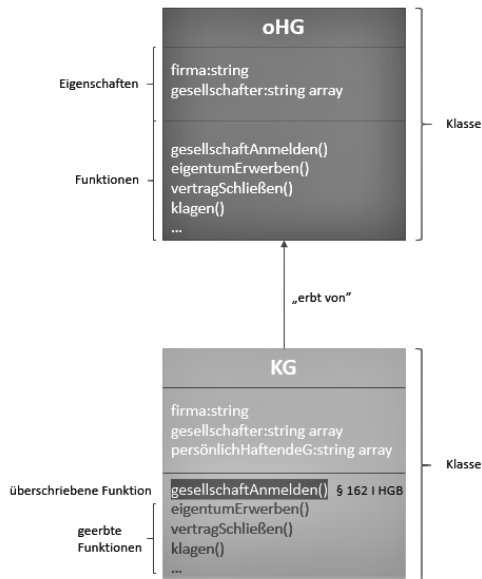 oHG
Eigenschaften
firma:string
gesellschafter:string array
Klasse
Funktionen
gesellschaftAnmelden()
eigentumErwerben()
vertragSchließen()
klagen()
...
„erbt von”
KG
firma:string
gesellschafter:string array
persönlichHaftendeG:string array
Klasse
überschriebene Funktion
gesellschaftAnmelden() § 162 I HGB
geerbte
Funktionen
eigentumErwerben()
vertragSchließen()
klagen()
...